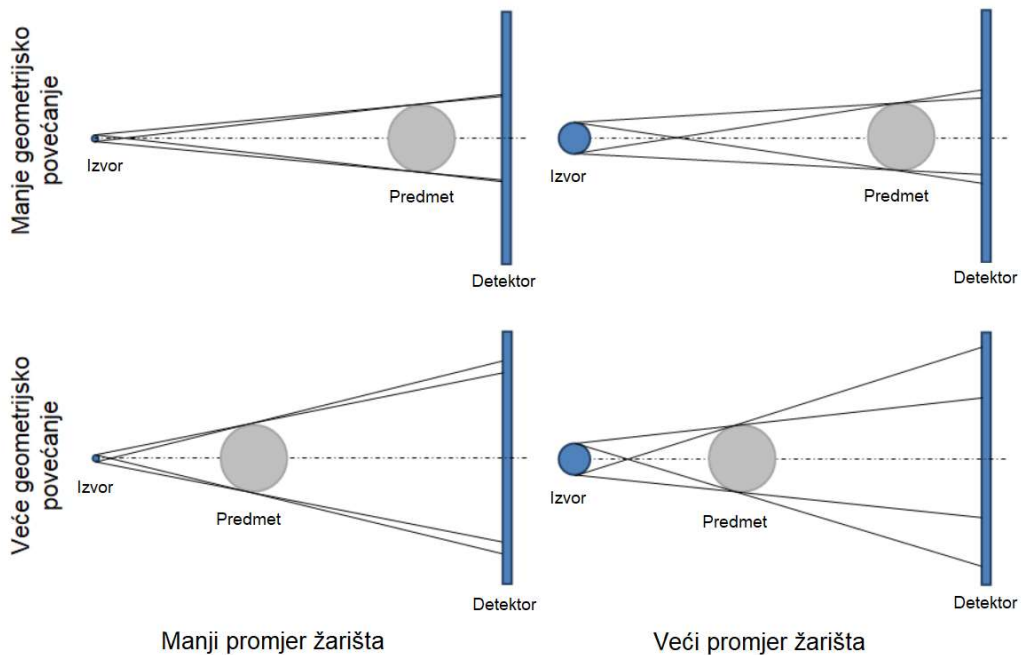 Manje geometrijsko
povećanje
Izvor
Predmet
Detektor
Izvor
Predmet
Detektor
Veće geometrijsko
povećanje
Izvor
Predmet
Detektor
Izvor
Predmet
Detektor
Manji promjer žarišta
Veći promjer žarišta